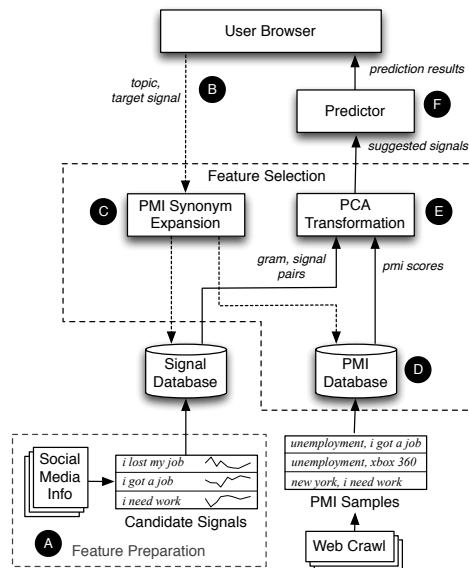 User Browser
topic,
target signal
B
prediction results
F
Predictor
suggested signals
Feature Selection
C
PMI Synonym
Expansion
PCA
Transformation
E
gram, signal
pairs
pmi scores
Signal
Database
PMI
Database
D
Social
Media
Info
i lost my job
i got a job
i need work
Candidate Signals
A
Feature Preparation
unemployment, i got a job
unemployment, xbox 360
new york, i need work
PMI Samples
Web Crawl